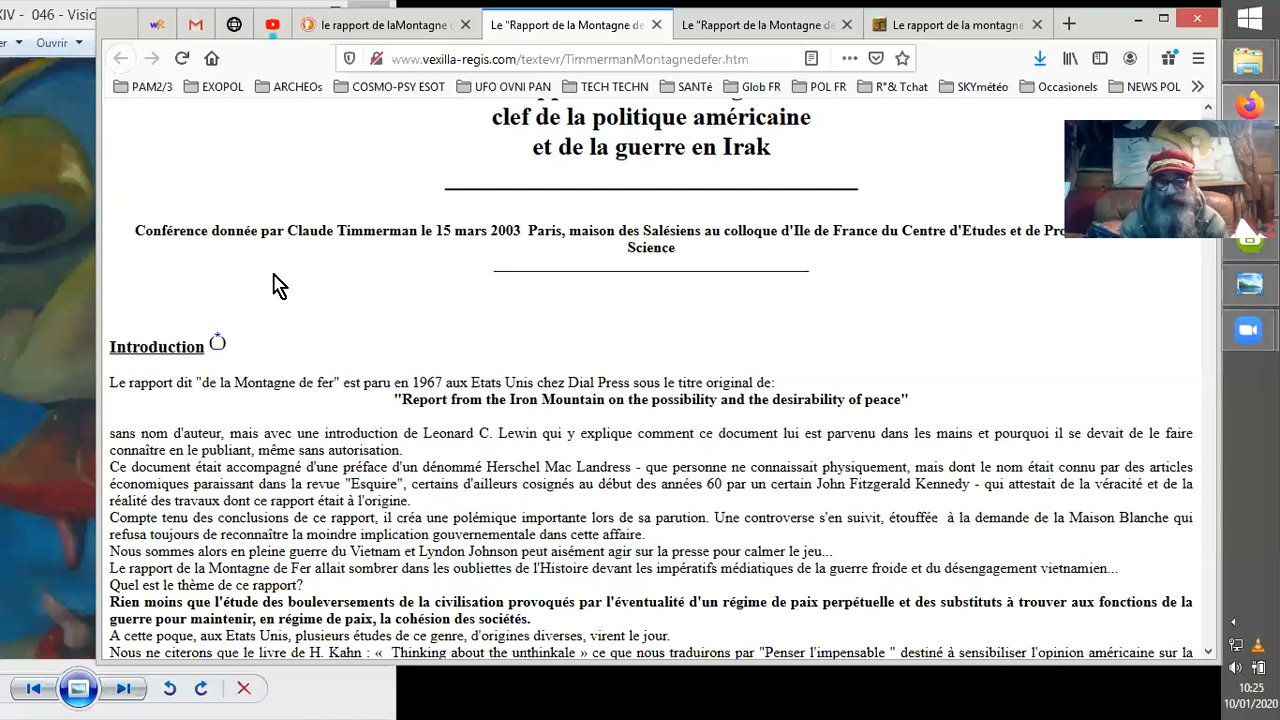 XIV - 046 - Visio
Ouvrir
le rapport de laMontagne d
Le "Rapport de la Montagne de
Le "Rapport de la Montagne de
Le rapport de la montagne
www.vexilla-regis.com/textevr/TimmermanMontagnedefer.htm
PAM2/3 EXOPOL ARCHEOs COSMO-PSY ESOT UFO OVNI PAN TECH TECHN SANTé Glob FR POL FR R°& Tchat SKYmétéo Occasionels NEWS POL
clef de la politique américaine
et de la guerre en Irak
Conférence donnée par Claude Timmerman le 15 mars 2003 Paris, maison des Salésiens au colloque d'Ile de France du Centre d'Etudes et de Pro
Science
Introduction (*)
Le rapport dit "de la Montagne de fer" est paru en 1967 aux Etats Unis chez Dial Press sous le titre original de:
"Report from the Iron Mountain on the possibility and the desirability of peace"
sans nom d'auteur, mais avec une introduction de Leonard C. Lewin qui y explique comment ce document lui est parvenu dans les mains et pourquoi il se devait de le faire
connaître en le publiant, même sans autorisation.
Ce document était accompagné d'une préface d'un dénommé Herschel Mac Landress - que personne ne connaissait physiquement, mais dont le nom était connu par des articles
économiques paraissant dans la revue "Esquire", certains d'ailleurs cosignés au début des années 60 par un certain John Fitzgerald Kennedy - qui attestait de la véracité et de la
réalité des travaux dont ce rapport était à l'origine.
Compte tenu des conclusions de ce rapport, il créa une polémique importante lors de sa parution. Une controverse s'en suivit, étouffée à la demande de la Maison Blanche qui
refusa toujours de reconnaître la moindre implication gouvernementale dans cette affaire.
Nous sommes alors en pleine guerre du Vietnam et Lyndon Johnson peut aisément agir sur la presse pour calmer le jeu...
Le rapport de la Montagne de Fer allait sombrer dans les oubliettes de l'Histoire devant les impératifs médiatiques de la guerre froide et du désengagement vietnamien...
Quel est le thème de ce rapport?
Rien moins que l'étude des bouleversements de la civilisation provoqués par l'éventualité d'un régime de paix perpétuelle et des substituts à trouver aux fonctions de la
guerre pour maintenir, en régime de paix, la cohésion des sociétés.
A cette poque, aux Etats Unis, plusieurs études de ce genre, d'origines diverses, virent le jour.
Nous ne citerons que le livre de H. Kahn : « Thinking about the unthinkale » ce que nous traduirons par "Penser l'impensable " destiné à sensibiliser l'opinion américaine sur la
10:25
10/01/2020